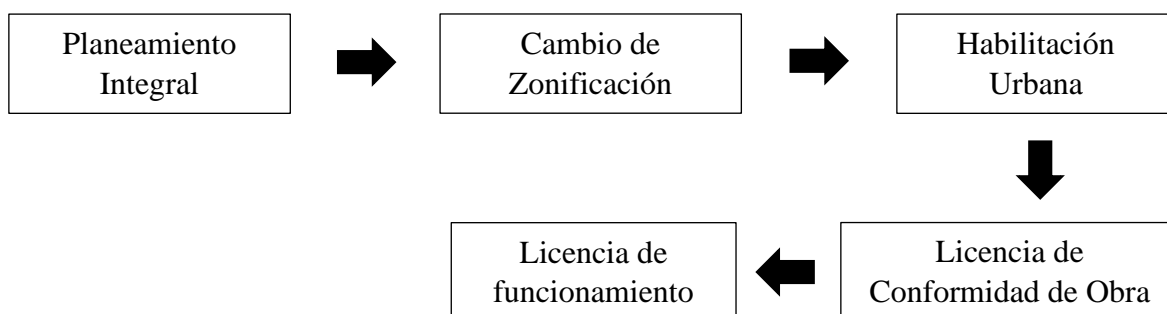 Planeamiento
Integral
Cambio de
Zonificación
Habilitación
Urbana
Licencia de
Conformidad de Obra
Licencia de
funcionamiento